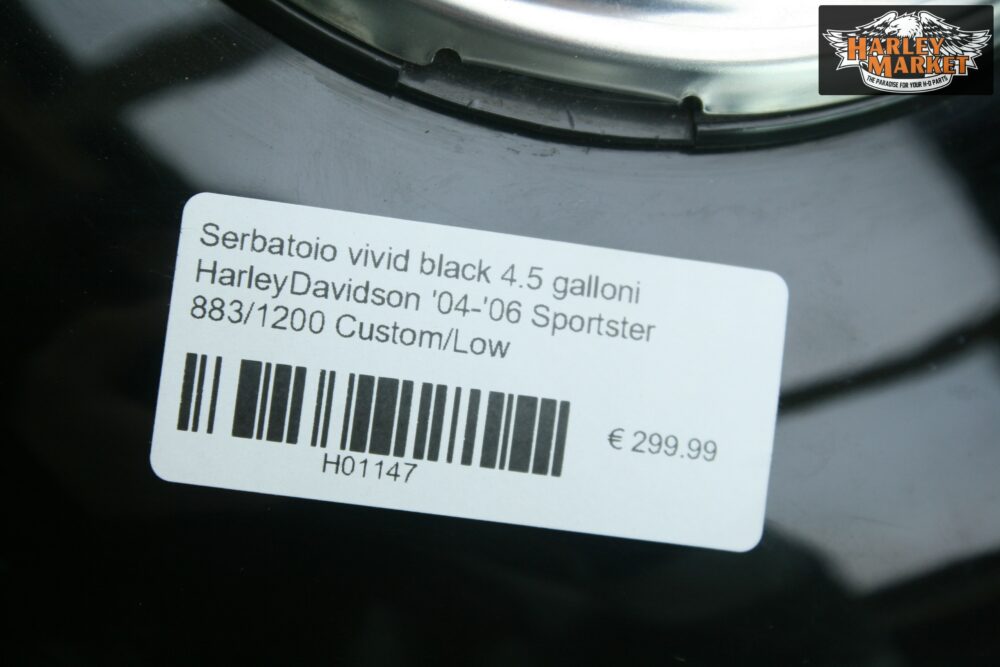 HARLEY
MARKET
THE PARADISE FOR YOUR H-D PARTS
Serbatoio vivid black 4.5 galloni
HarleyDavidson '04-'06 Sportster
883/1200 Custom/Low
€ 299.99
H01147